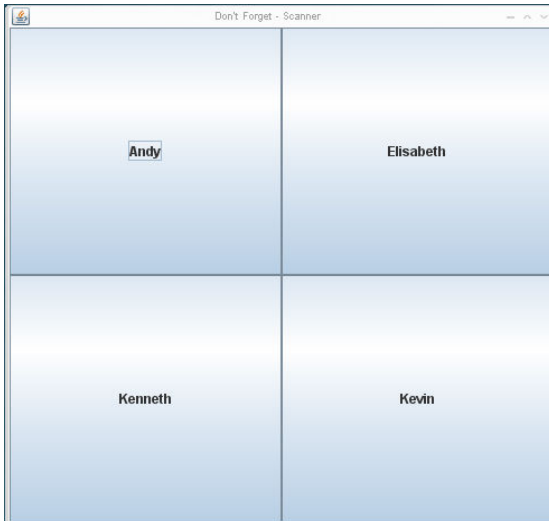 Don't Forget - Scanner
Andy
Elisabeth
Kenneth
Kevin